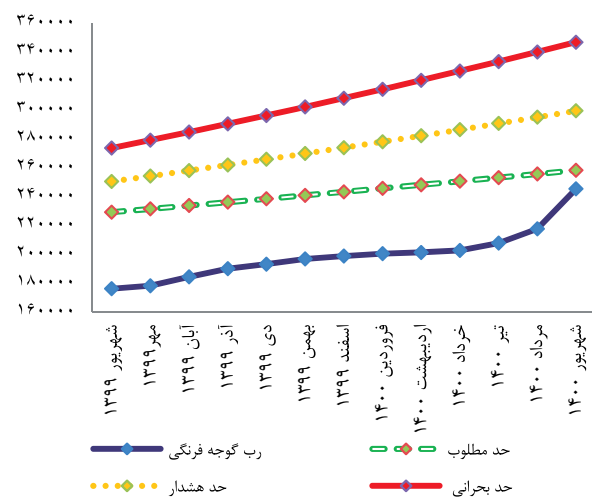 ۳۶۰۰۰۰
۳۴۰۰۰۰
۳۲۰۰۰۰
۳۰۰۰۰۰
۲۸۰۰۰۰
۲۶۰۰۰۰
۲۴۰۰۰۰
۲۲۰۰۰۰
۲۰۰۰۰۰
۱۸۰۰۰۰
۱۶۰۰۰۰
شهریور ۱۳۹۹
مهر ۱۳۹۹
آبان ۱۳۹۹
آذر ۱۳۹۹
دی ۱۳۹۹
بهمن ۱۳۹۹
اسفند ۱۳۹۹
فروردین ۱۴۰۰
اردیبهشت ۱۴۰۰
خرداد ۱۴۰۰
تیر ۱۴۰۰
مرداد ۱۴۰۰
شهریور ۱۴۰۰
حد مطلوب
رب گوجه فرنگی
حد بحرانی
حد هشدار